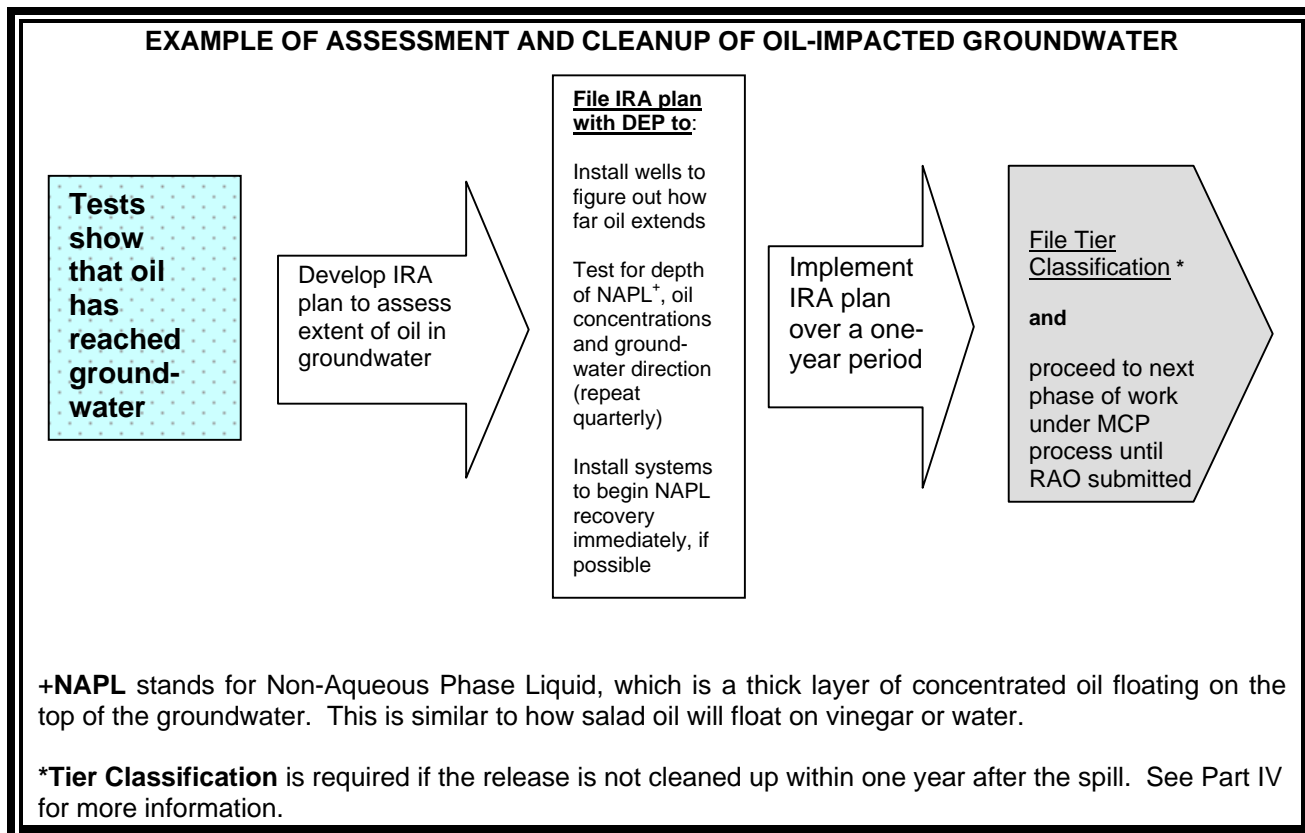 EXAMPLE OF ASSESSMENT AND CLEANUP OF OIL-IMPACTED GROUNDWATER
Tests
show
that oil
has
reached
ground-
water
Develop IRA
plan to assess
extent of oil in
groundwater
File IRA plan
with DEP to:
Install wells to
figure out how
far oil extends
Test for depth
of NAPL+, oil
concentrations
and ground-
water direction
(repeat
quarterly)
Install systems
to begin NAPL
recovery
immediately, if
possible
Implement
IRA plan
over a one-
year period
File Tier
Classification *
and
proceed to next
phase of work
under MCP
process until
RAO submitted
+NAPL stands for Non-Aqueous Phase Liquid, which is a thick layer of concentrated oil floating on the
top of the groundwater. This is similar to how salad oil will float on vinegar or water.
*Tier Classification is required if the release is not cleaned up within one year after the spill. See Part IV
for more information.